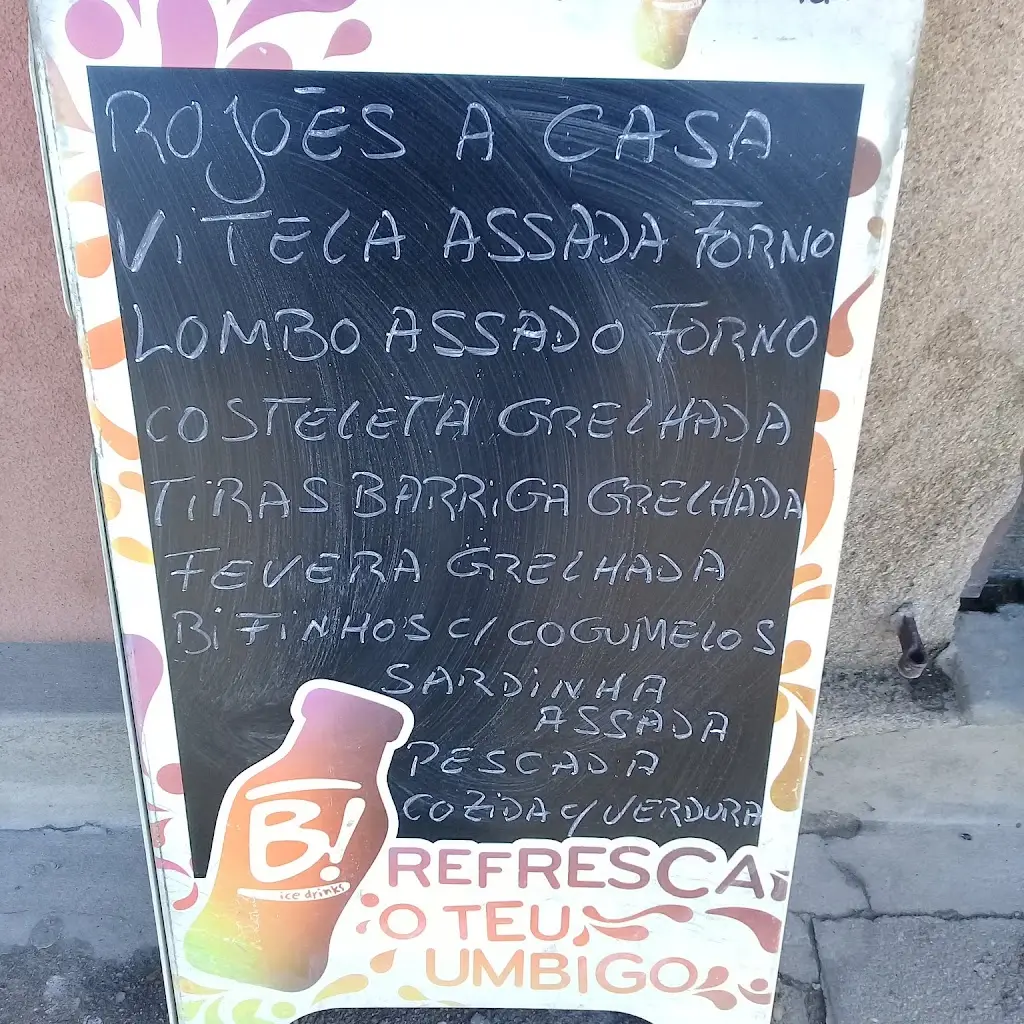 ROJOĒS A CASA
VITELA ASSADA FORNO
LOMBO ASSADO FORNO
COSTELETA GRELHADA
TIRAS BARRIGA GRELHADA
FEVERA GRELHADA
BIFINHOS C/ COGUMELOS
SARDINHA
ASSADA
PESCADA
COZIDA C/ VERDURA
B!
ice drinks
REFRESCA
O TEU
UMBIGO